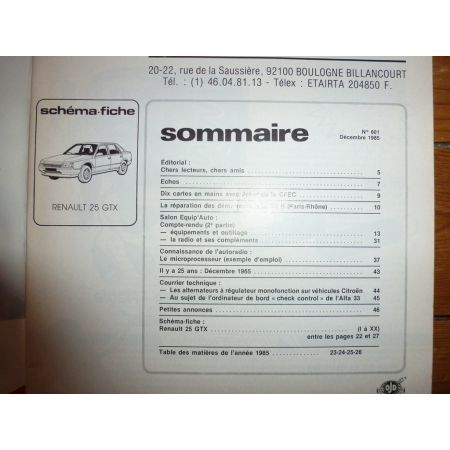 20-22, rue de la Saussière, 92100 BOULOGNE BILLANCOURT
Tél. : (1) 46.04.81.13 - Télex : ETAIRTA 204850 F.
schéma-fiche
RENAULT 25 GTX
sommaire
N° 601
Décembre 1985
Éditorial :
Chers lecteurs, chers amis 5
Echos 7
Dix cartes en mains avec CFEC 9
La réparation des (Paris-Rhône) 10
Salon Equip'Auto :
Compte-rendu (2e partie)
— équipements et outillage 13
— la radio et ses compléments 31
Connaissance de l'autoradio :
Le microprocesseur (exemple d'emploi) 37
Il y a 25 ans : Décembre 1965 43
Courrier technique :
— Les alternateurs à régulateur monofonction sur véhicules Citroën 44
— Au sujet de l'ordinateur de bord « check control » de l'Alfa 33 45
Petites annonces 46
Schéma-fiche :
Renault 25 GTX (I à XX)
entre les pages 22 et 27
Table des matières de l'année 1985 23-24-25-26
OJD